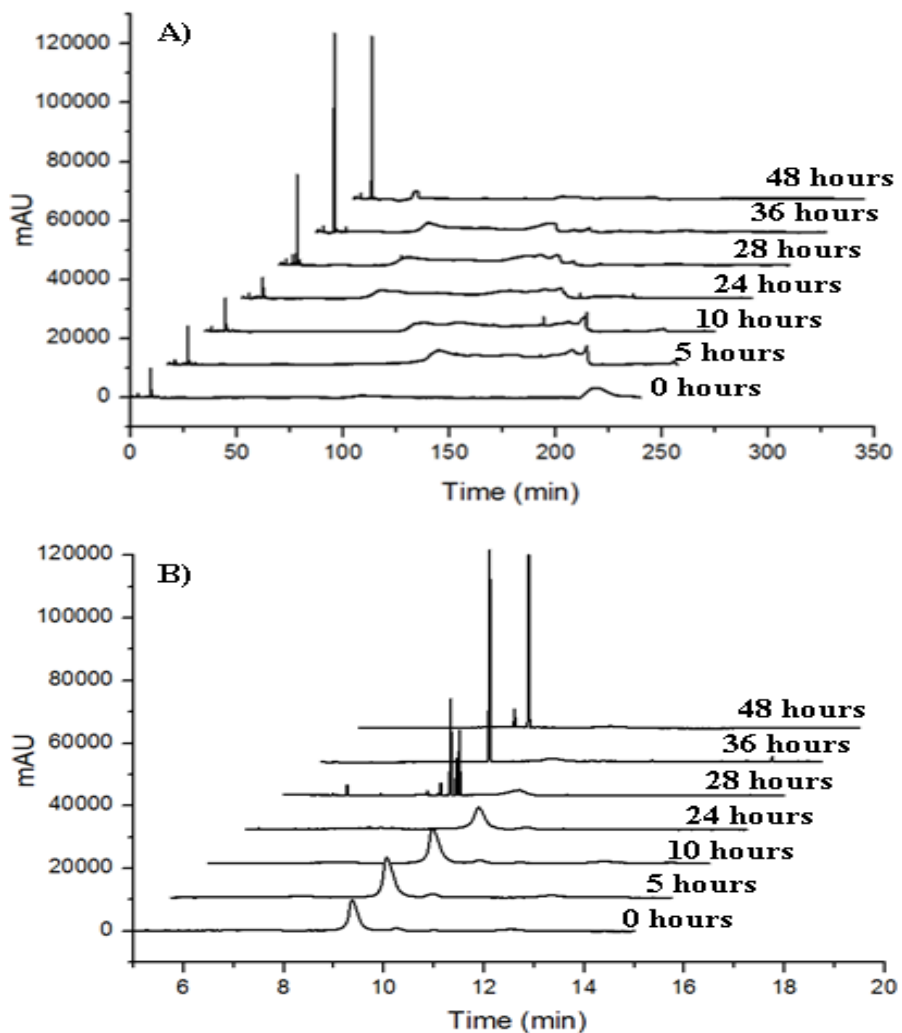 A)
120000
100000
80000
60000
40000
20000
0
mAU
48 hours
36 hours
28 hours
24 hours
10 hours
5 hours
0 hours
0 50 100 150 200 250 300 350
Time (min)
B)
120000
100000
80000
60000
40000
20000
0
mAU
48 hours
36 hours
28 hours
24 hours
10 hours
5 hours
0 hours
6 8 10 12 14 16 18 20
Time (min)